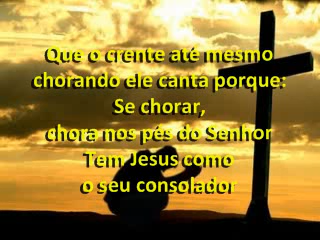 Que o crente até mesmo
chorando ele canta porque:
Se chorar,
chora nos pés do Senhor
Tem Jesus como
o seu consolador